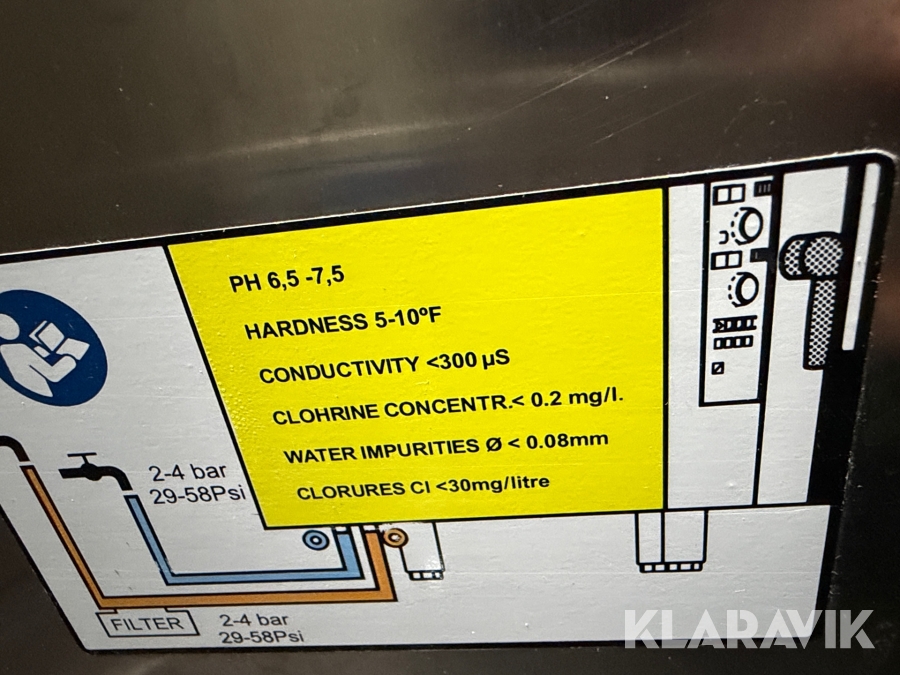 PH 6,5 -7,5
HARDNESS 5-10ºF
CONDUCTIVITY <300 µS
CLOHRINE CONCENTR.< 0.2 mg/l.
WATER IMPURITIES Ø < 0.08mm
CLORURES Cl <30mg/litre
2-4 bar
29-58Psi
FILTER
2-4 bar
29-58Psi
KLARAVIK